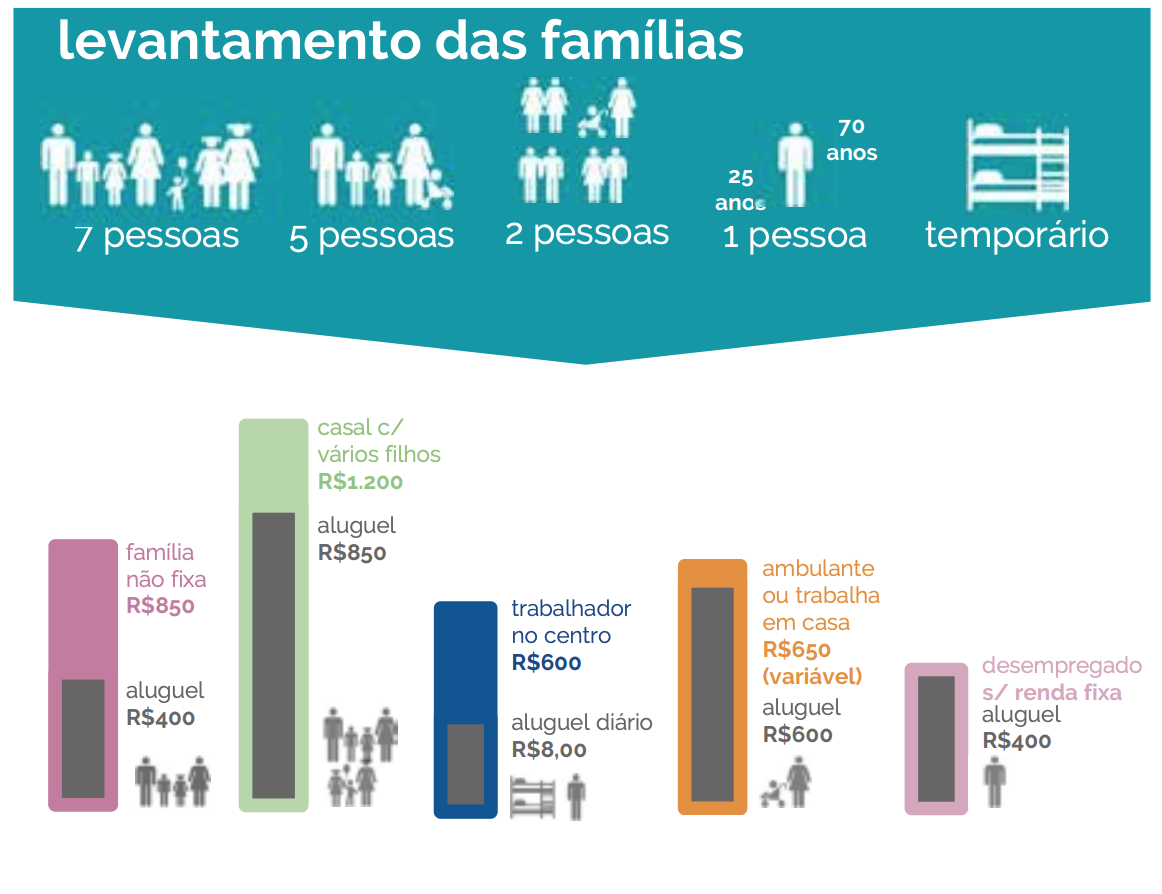 levantamento das famílias
70
anos
25
anos
7 pessoas
5 pessoas
2 pessoas
1 pessoa
temporário
casal c/
vários filhos
R$1.200
aluguel
R$850
família
não fixa
R$850
aluguel
R$400
trabalhador
no centro
R$600
aluguel diário
R$8,00
ambulante
ou trabalha
em casa
R$650
(variável)
aluguel
R$600
desempregado
s/ renda fixa
aluguel
R$400